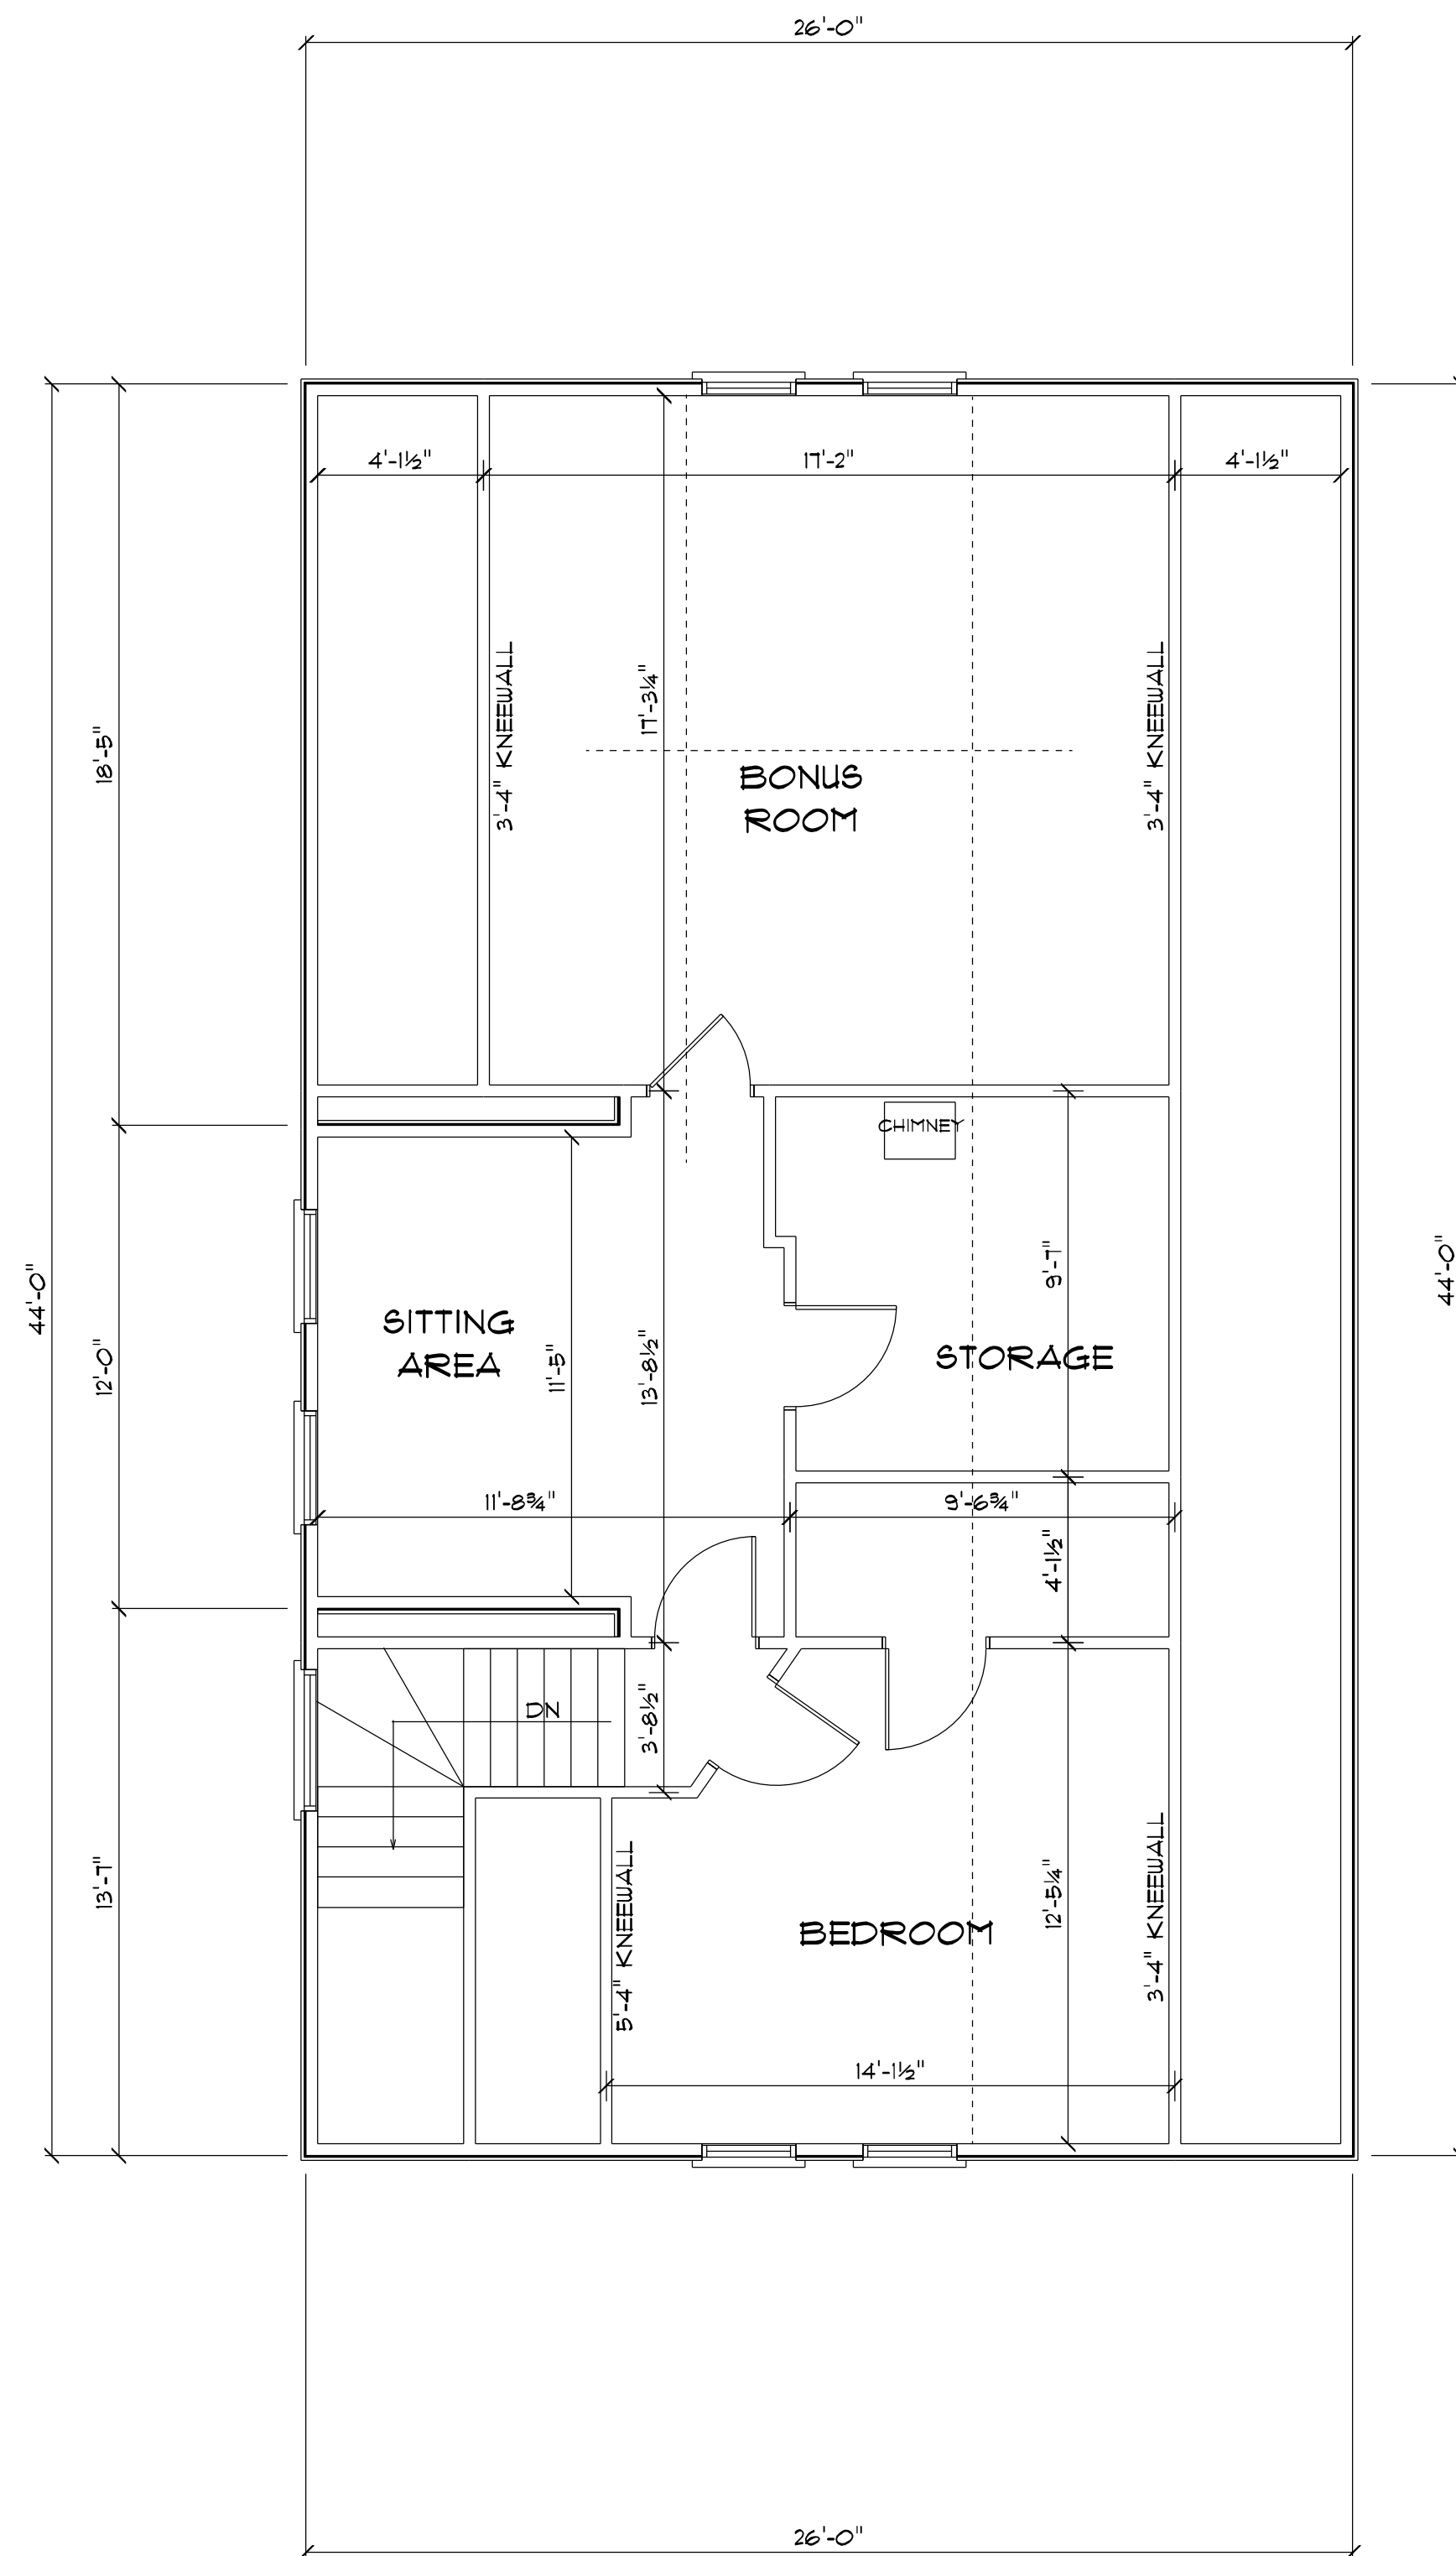 26'-0"
4'-1½"
17'-2"
4'-1½"
3'-4" KNEEWALL
17'-3¼"
3'-4" KNEEWALL
18'-5"
BONUS
ROOM
CHIMNEY
44'-0"
9'-7"
44'-0"
SITTING
AREA
12'-0"
11'-5"
13'-8½"
STORAGE
11'-8¾"
9'-6¾"
4'-1½"
DN
3'-8½"
13'-7"
5'-4" KNEEWALL
BEDROOM
12'-5¼"
3'-4" KNEEWALL
14'-1½"
26'-0"